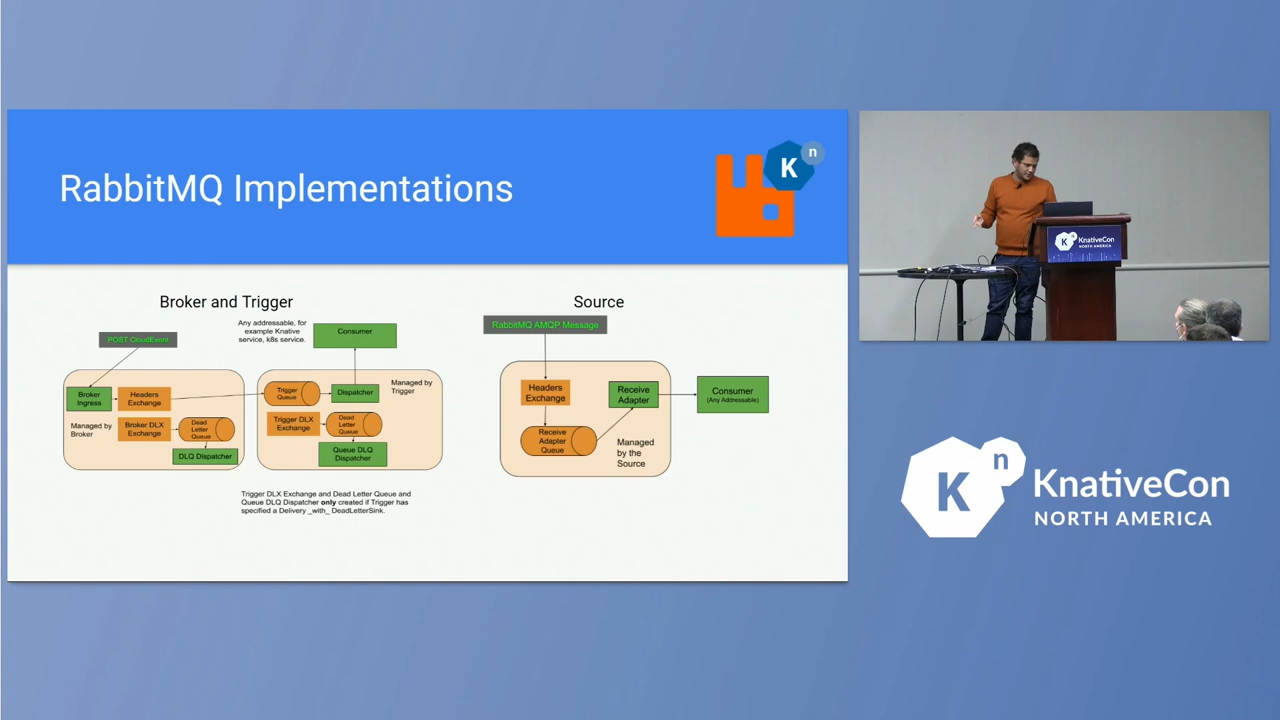 RabbitMQ Implementations
K
n
Broker and Trigger
POST CloudEvent
Any addressable, for
example Knative
service, k8s service.
Consumer
Broker
Ingress
Headers
Exchange
Managed by
Broker
Broker DLX
Exchange
Dead
Letter
Queue
DLQ Dispatcher
Trigger
Queue
Dispatcher
Managed by
Trigger
Trigger DLX
Exchange
Dead
Letter
Queue
Queue DLQ
Dispatcher
Trigger DLX Exchange and Dead Letter Queue and
Queue DLQ Dispatcher only created if Trigger has
specified a Delivery _with_ DeadLetterSink.
Source
RabbitMQ AMQP Message
Headers
Exchange
Receive
Adapter
Receive
Adapter
Queue
Managed
by the
Source
Consumer
(Any Addressable)
K
n
KnativeCon
NORTH AMERICA
K
n
KnativeCon
NORTH AMERICA